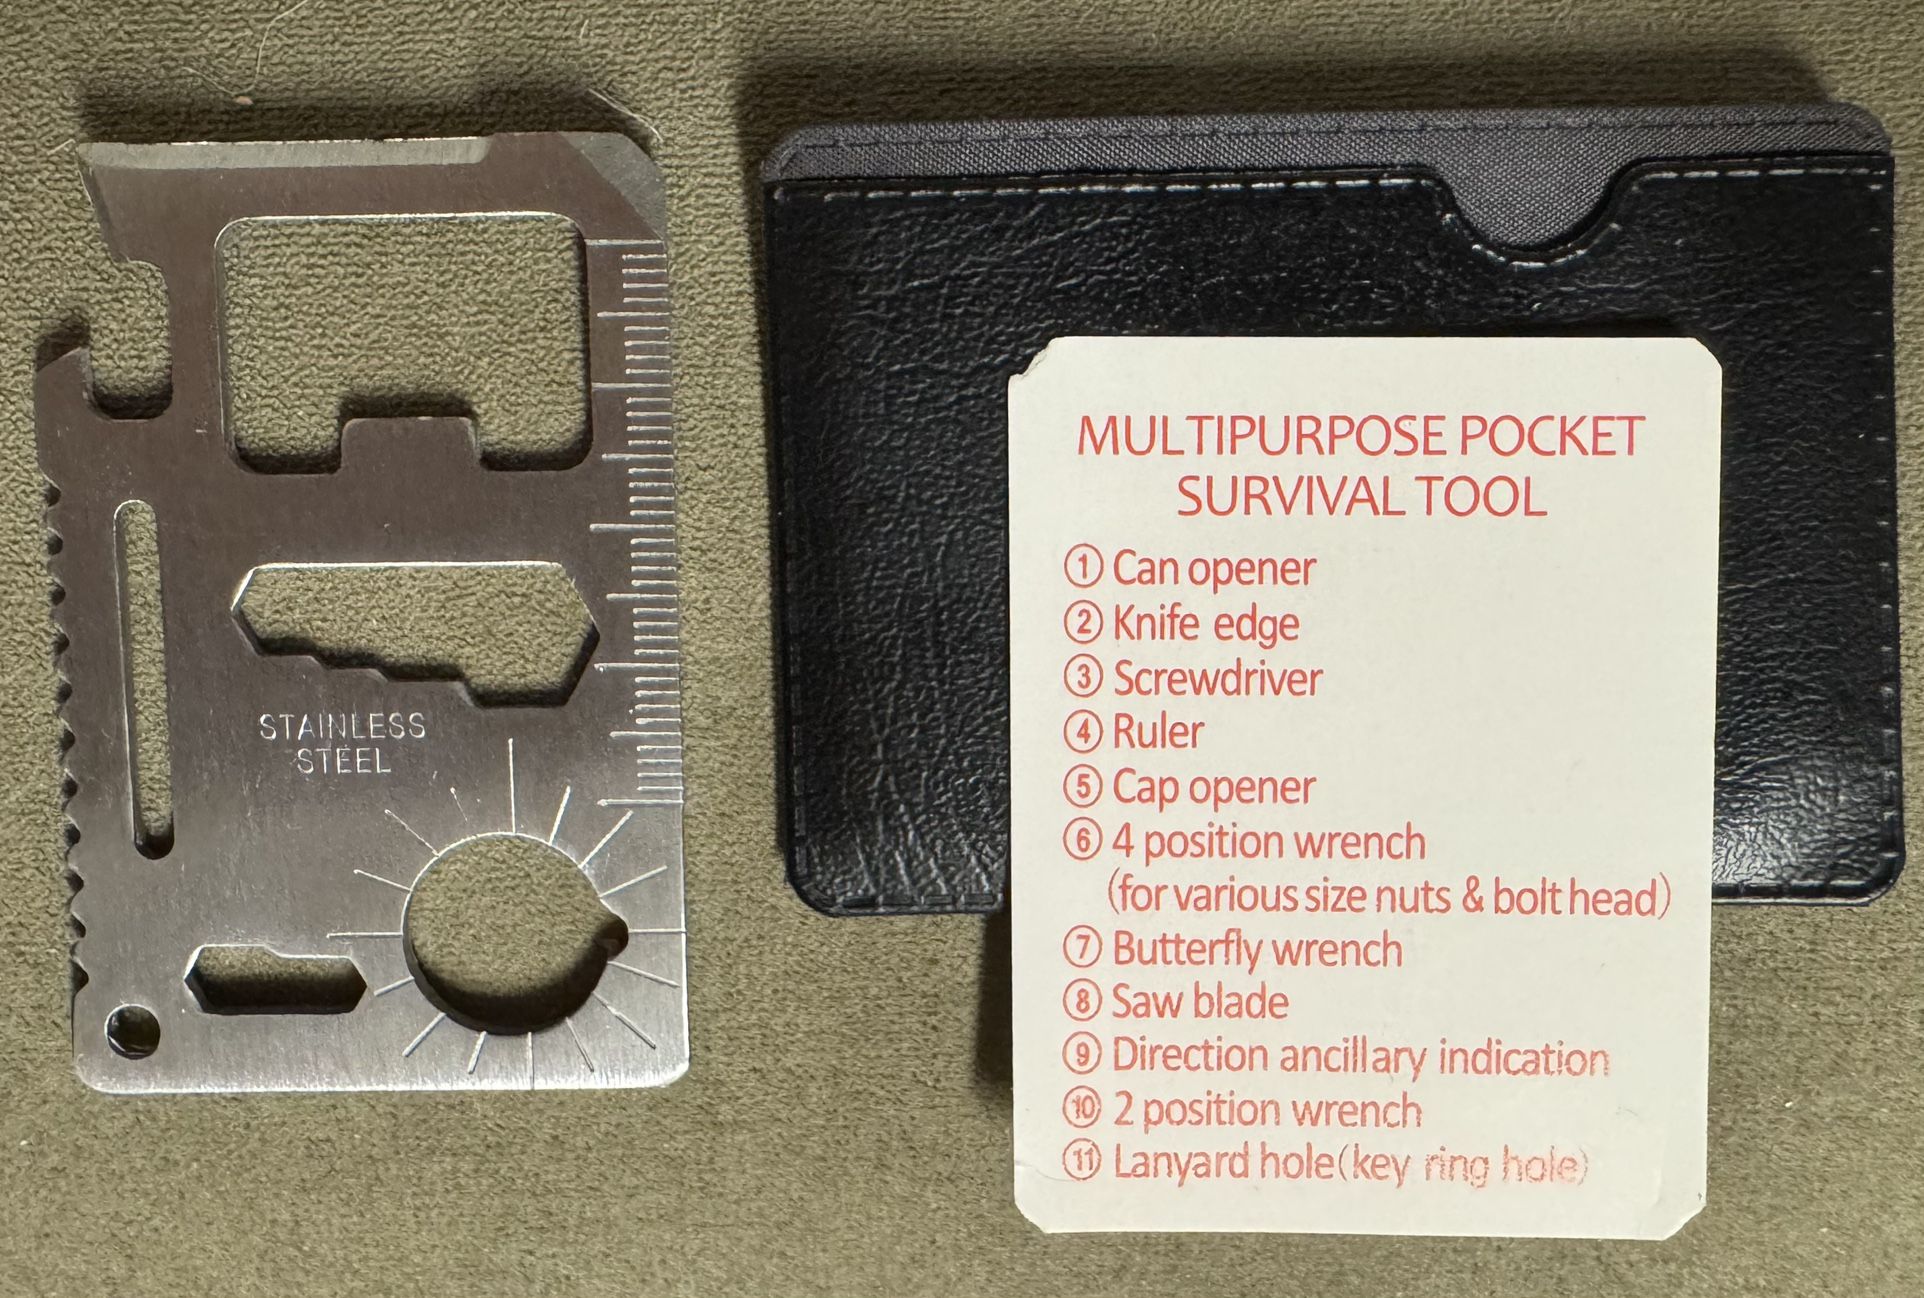 STAINLESS
STEEL
MULTIPURPOSE POCKET
SURVIVAL TOOL
① Can opener
② Knife edge
③ Screwdriver
④ Ruler
⑤ Cap opener
⑥ 4 position wrench
(for various size nuts & bolt head)
⑦ Butterfly wrench
⑧ Saw blade
⑨ Direction ancillary indication
⑩ 2 position wrench
⑪ Lanyard hole(key ring hole)